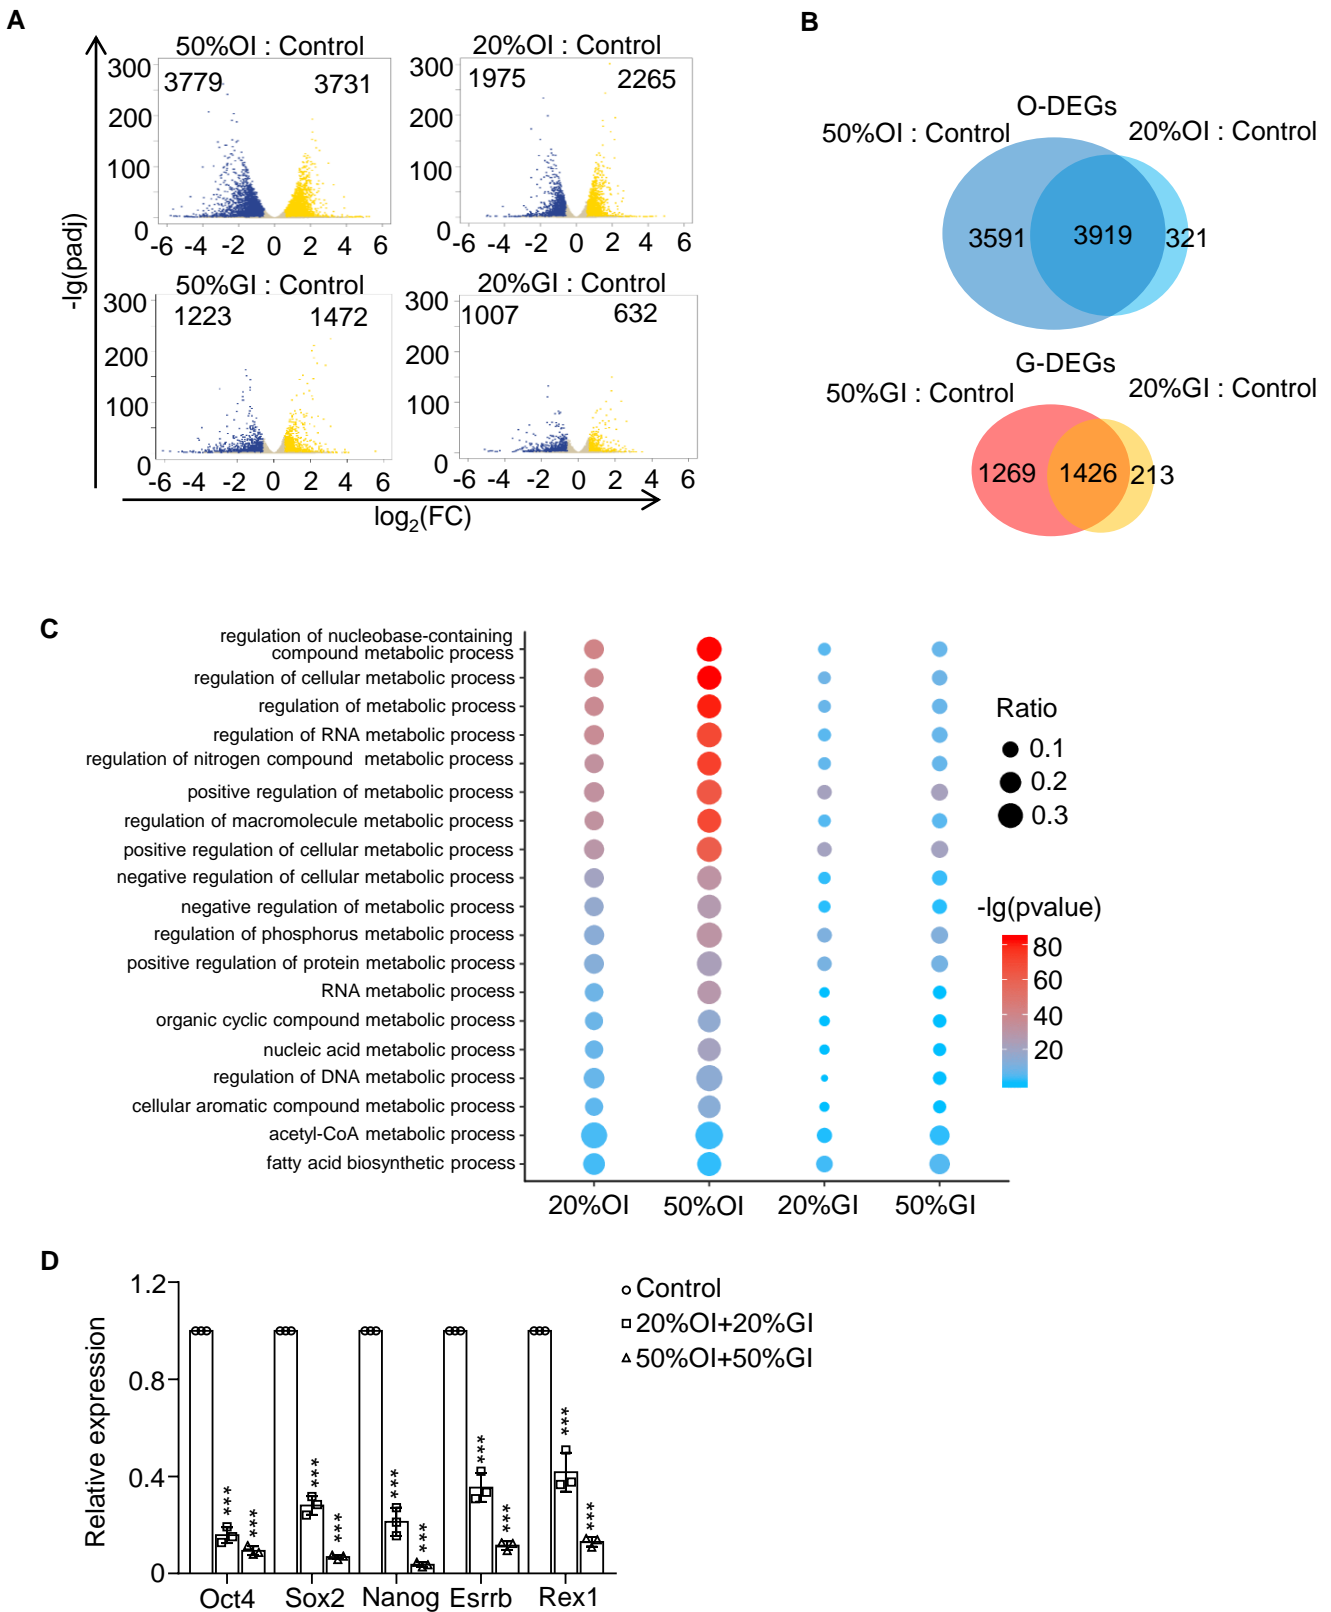 A
50%OI : Control
20%OI : Control
300
3779
3731
300
1975
2265
200
200
100
100
0
0
-6 -4 -2 0 2 4 6
-6 -4 -2 0 2 4 6
50%GI : Control
20%GI : Control
300
1223
1472
300
1007
632
200
200
100
100
0
0
-6 -4 -2 0 2 4 6
-6 -4 -2 0 2 4 6
-lg(padj)
log2(FC)
B
O-DEGs
50%OI : Control
20%OI : Control
3591
3919
321
G-DEGs
50%GI : Control
20%GI : Control
1269
1426
213
C
regulation of nucleobase-containing
compound metabolic process
regulation of cellular metabolic process
regulation of metabolic process
regulation of RNA metabolic process
regulation of nitrogen compound metabolic process
positive regulation of metabolic process
regulation of macromolecule metabolic process
positive regulation of cellular metabolic process
negative regulation of cellular metabolic process
negative regulation of metabolic process
regulation of phosphorus metabolic process
positive regulation of protein metabolic process
RNA metabolic process
organic cyclic compound metabolic process
nucleic acid metabolic process
regulation of DNA metabolic process
cellular aromatic compound metabolic process
acetyl-CoA metabolic process
fatty acid biosynthetic process
20%OI
50%OI
20%GI
50%GI
Ratio
0.1
0.2
0.3
-lg(pvalue)
80
60
40
20
D
Relative expression
1.2
0.8
0.4
0
***
***
***
***
***
***
***
***
***
***
Oct4
Sox2
Nanog
Esrrb
Rex1
Control
20%OI+20%GI
50%OI+50%GI